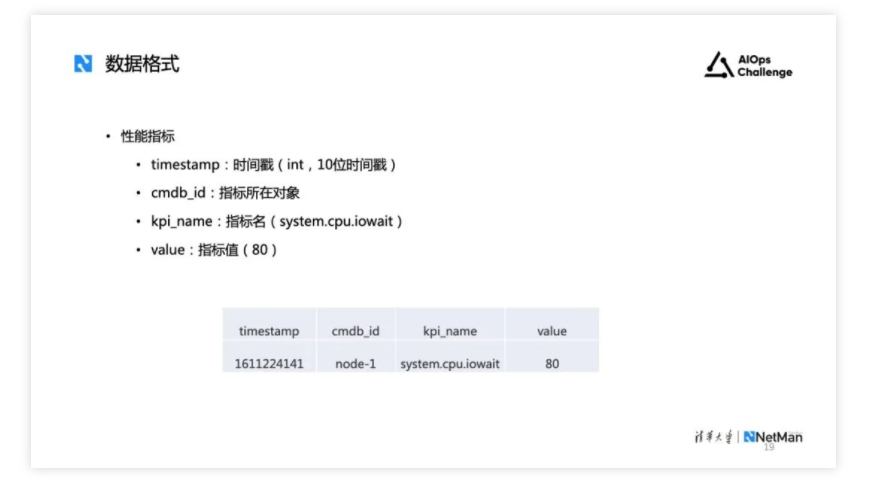 数据格式
AIOps
Challenge
• 性能指标
• timestamp：时间戳（int，10位时间戳）
• cmdb_id：指标所在对象
• kpi_name：指标名（system.cpu.iowait）
• value：指标值（80）
timestamp cmdb_id kpi_name value
1611224141 node-1 system.cpu.iowait 80
清华大学 | NetMan
19